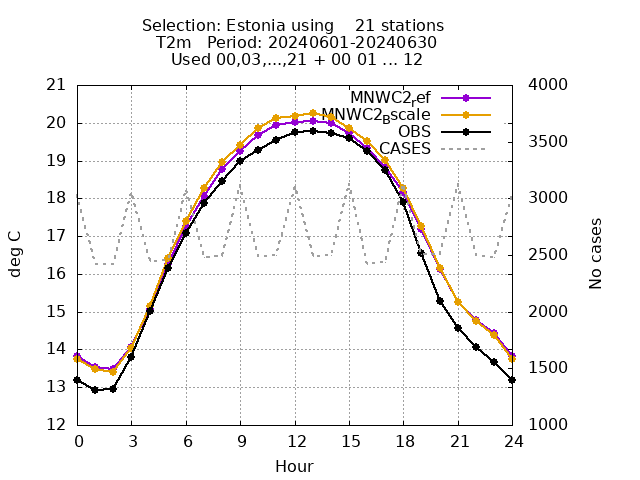 Selection: Estonia using    21 stations
T2m   Period: 20240601-20240630
Used 00,03,...,21 + 00 01 ... 12
21
20
19
18
17
16
15
14
13
12
4000
3500
3000
2500
2000
1500
1000
MNWC2ref
MNWC2Bscale
OBS
CASES
deg C
No cases
0 3 6 9 12 15 18 21 24
Hour